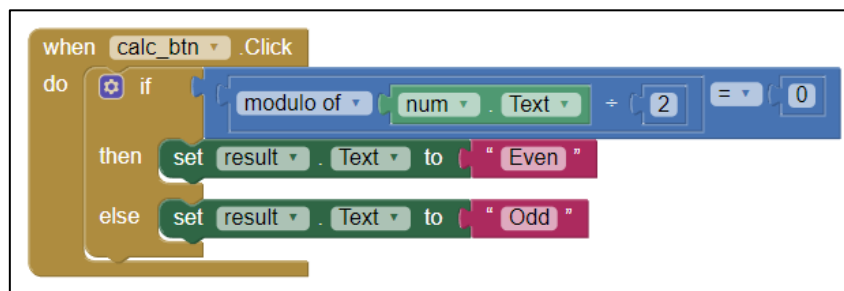 when calc_btn .Click
do if modulo of num . Text ÷ 2 = 0
then set result . Text to " Even "
else set result . Text to " Odd "